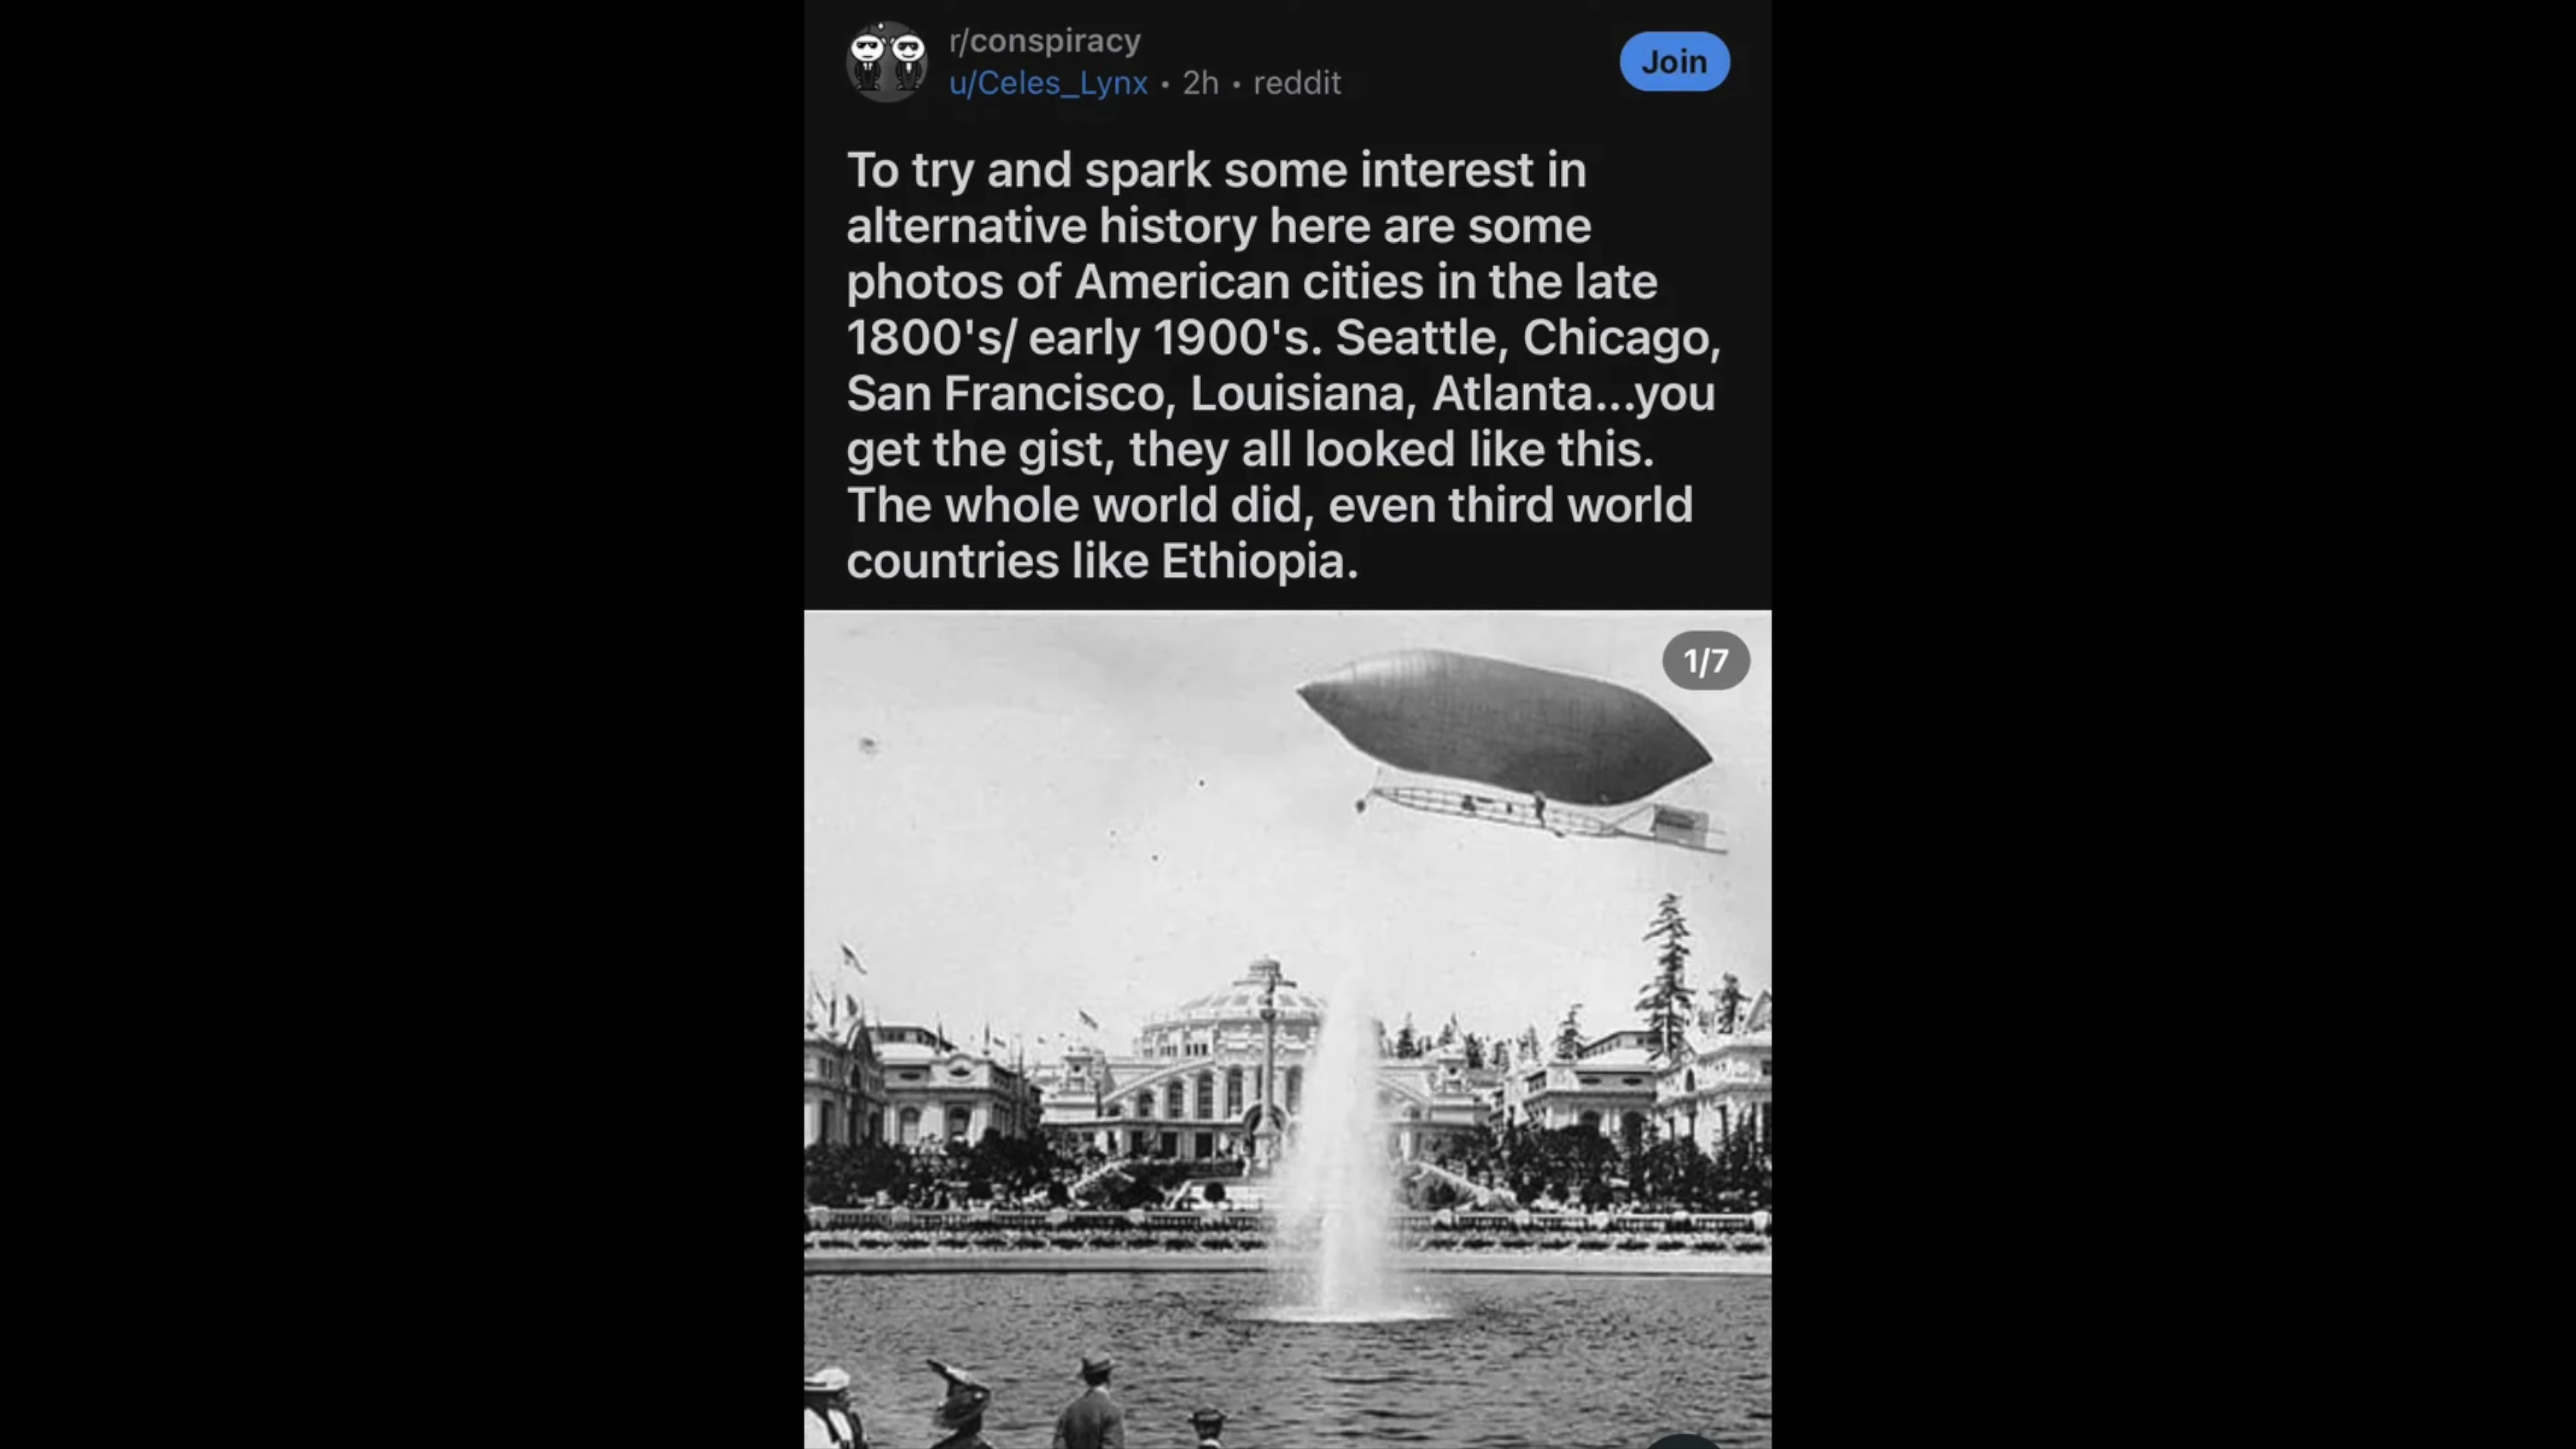 r/conspiracy
u/Celes_Lynx • 2h • reddit
Join
To try and spark some interest in
alternative history here are some
photos of American cities in the late
1800's/ early 1900's. Seattle, Chicago,
San Francisco, Louisiana, Atlanta...you
get the gist, they all looked like this.
The whole world did, even third world
countries like Ethiopia.
1/7